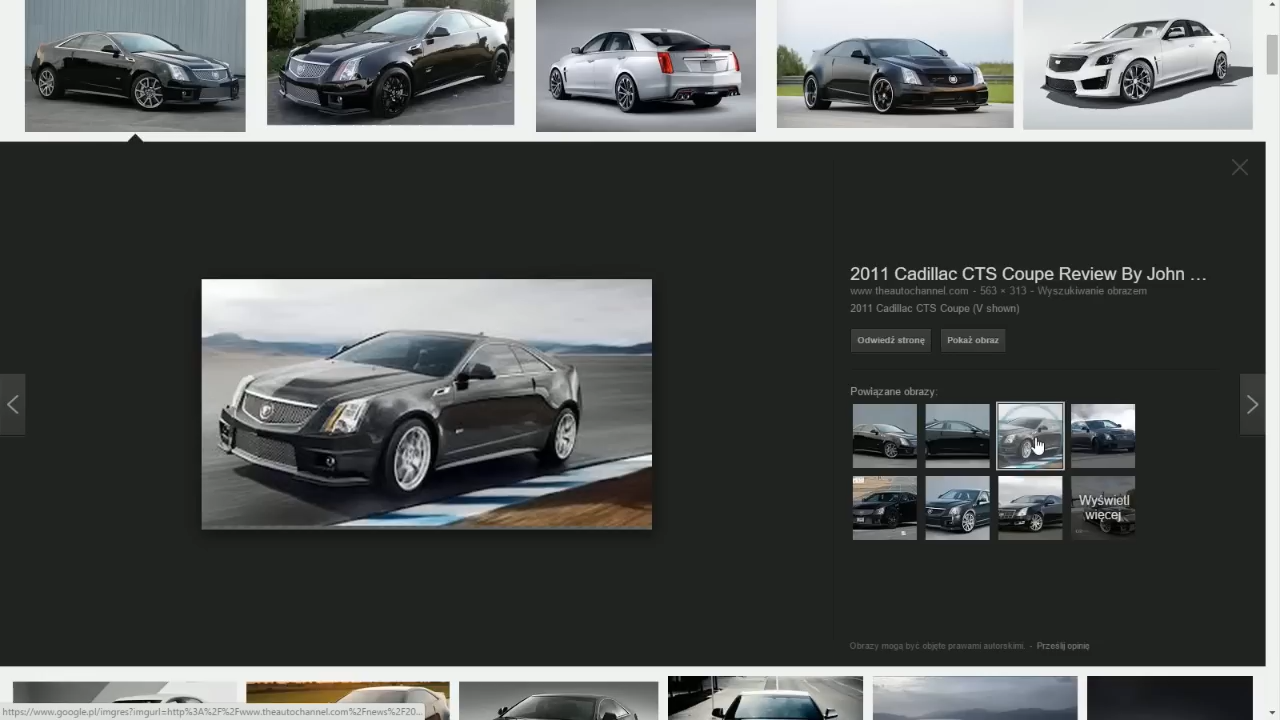 2011 Cadillac CTS Coupe Review By John ...
www.theautochannel.com - 563 × 313 - Wyszukiwanie obrazem
2011 Cadillac CTS Coupe (V shown)
Odwiedź stronę
Pokaż obraz
Powiązane obrazy:
Wyświetl
więcej
Obrazy mogą być objęte prawami autorskimi. - Prześlij opinię
https://www.google.pl/imgres?imgurl=http%3A%2F%2Fwww.theautochannel.com%2Fnews%2F20...